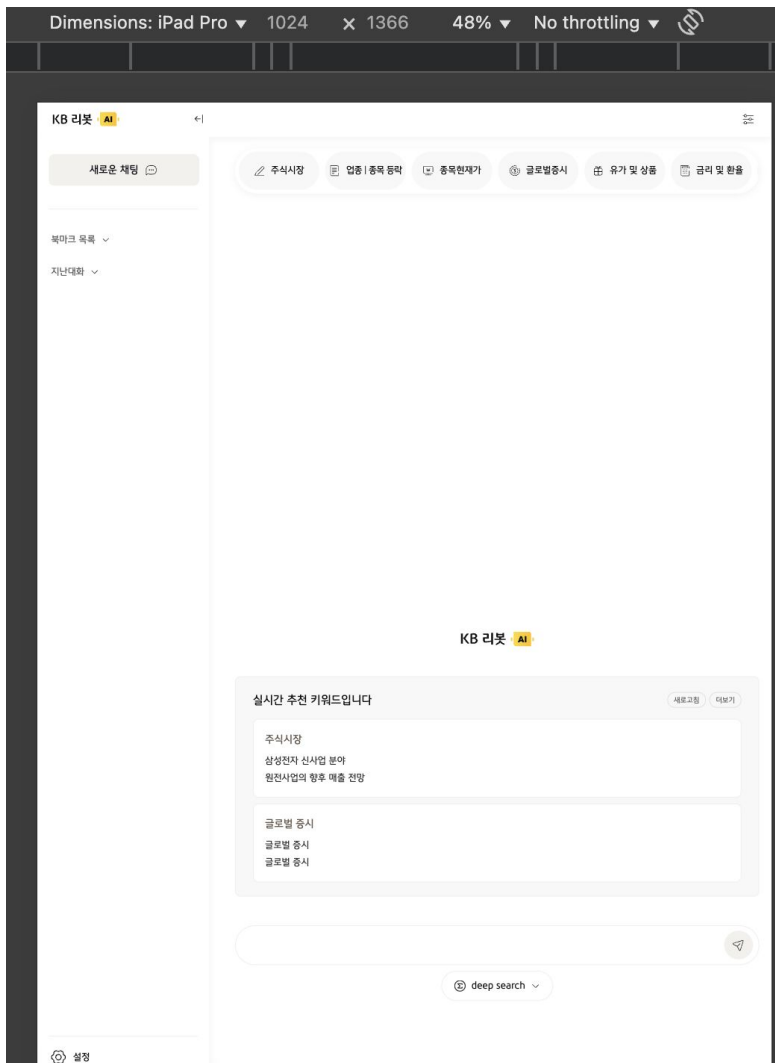 Dimensions: iPad Pro ▼ 1024 × 1366 48% ▼ No throttling ▼
KB 리봇 AI
새로운 채팅
북마크 목록
지난대화
주식시장 업종 | 종목 등락 종목현재가 글로벌증시 유가 및 상품 금리 및 환율
KB 리봇 AI
실시간 추천 키워드입니다 새로고침 더보기
주식시장
삼성전자 신사업 분야
원전사업의 향후 매출 전망
글로벌 증시
글로벌 증시
글로벌 증시
deep search
설정